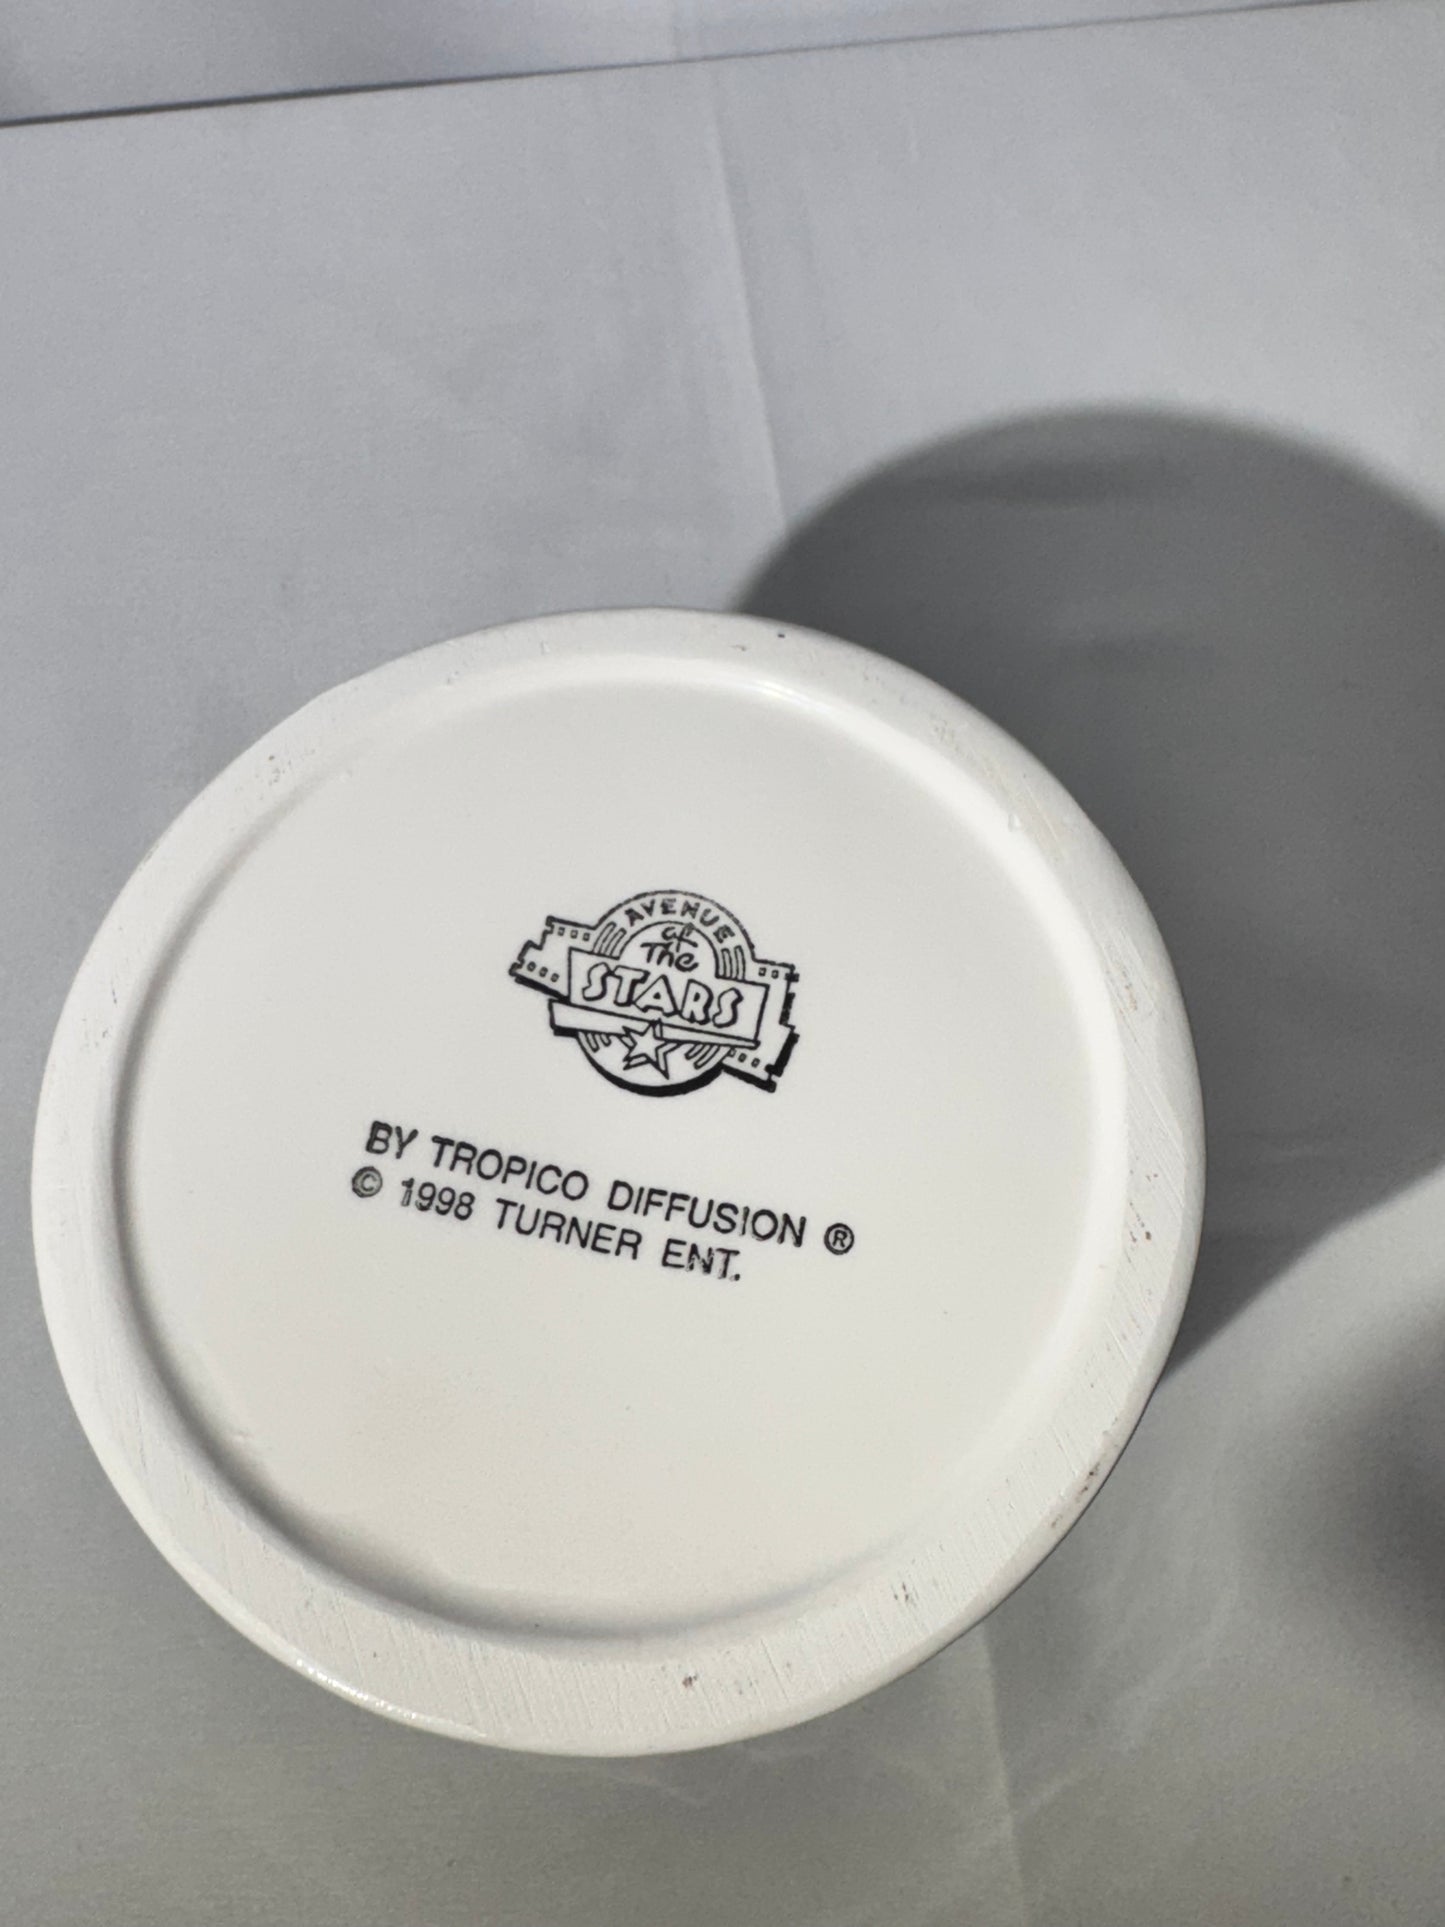 AVENUE
of
The
STARS
BY TROPICO DIFFUSION ®
© 1998 TURNER ENT.